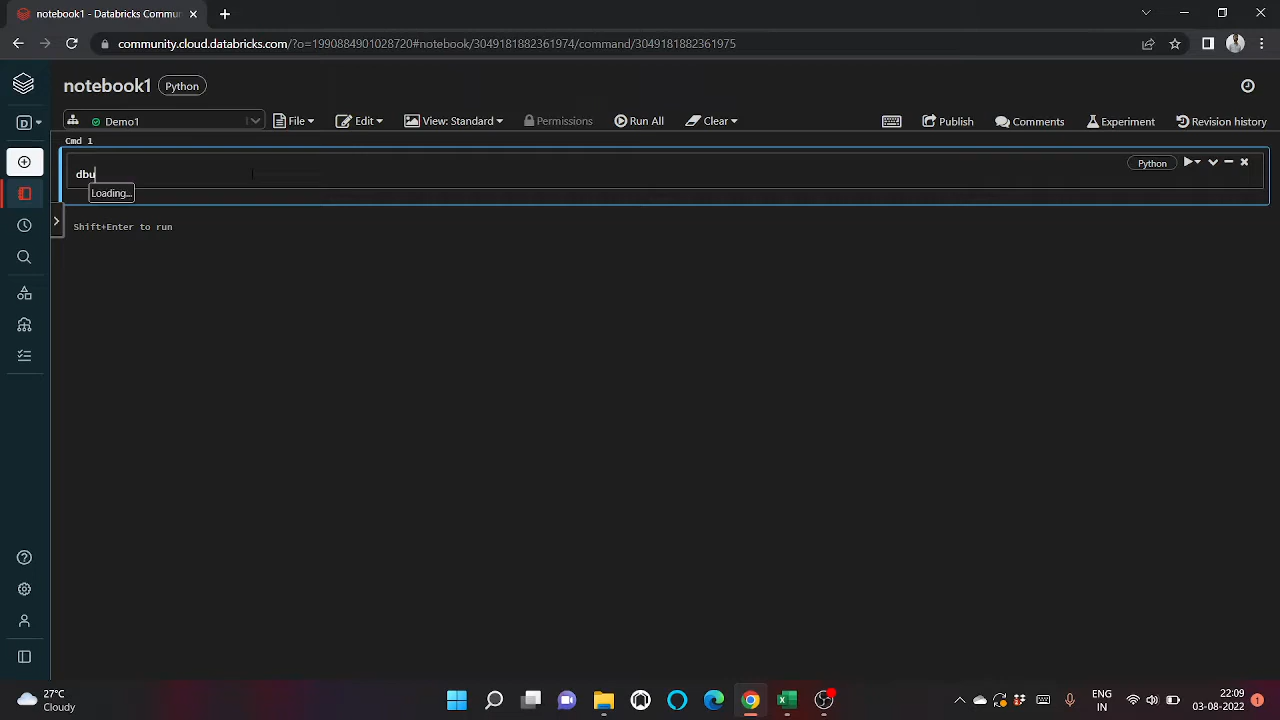 notebook1 - Databricks Commu
community.cloud.databricks.com/?o=1990884901028720#notebook/3049181882361974/command/3049181882361975
notebook1 Python
Demo1 File Edit View: Standard Permissions Run All Clear Publish Comments Experiment Revision history
Cmd 1
dbu Python
Loading...
Shift+Enter to run
27°C ENG 22:09
Cloudy IN 03-08-2022 1